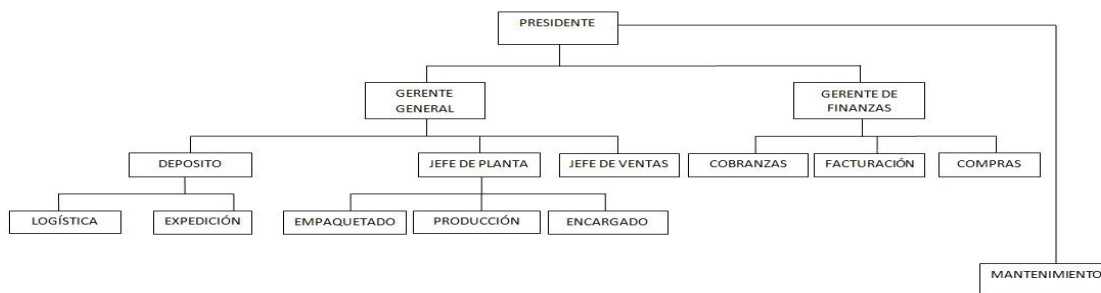 PRESIDENTE
GERENTE
GENERAL
GERENTE DE
FINANZAS
DEPOSITO
JEFE DE PLANTA
JEFE DE VENTAS
COBRANZAS
FACTURACIÓN
COMPRAS
LOGÍSTICA
EXPEDICIÓN
EMPAQUETADO
PRODUCCIÓN
ENCARGADO
MANTENIMIENTO